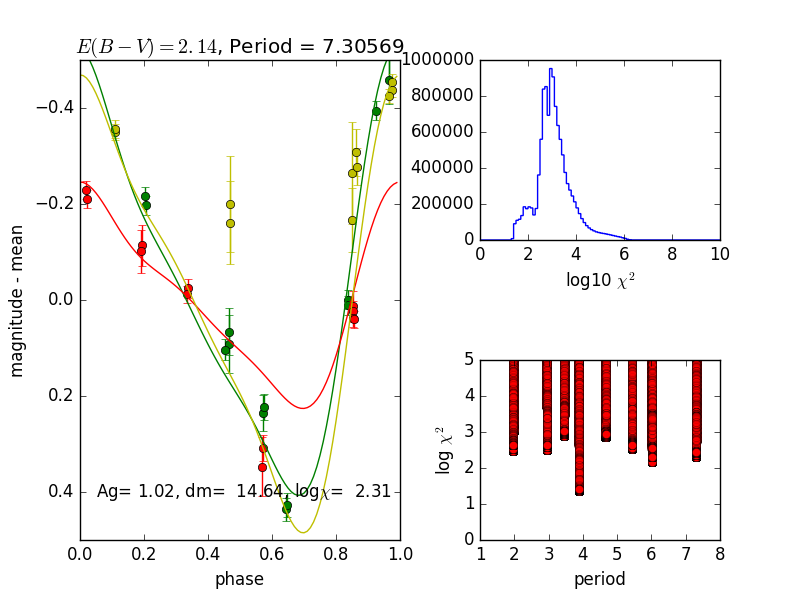 E(B − V) = 2.14, Period = 7.30569
−0.4
−0.2
0.0
0.2
0.4
magnitude - mean
Ag= 1.02, dm= 14.64, logχ= 2.31
0.0 0.2 0.4 0.6 0.8 1.0
phase
1000000
800000
600000
400000
200000
0
0 2 4 6 8 10
log10 χ²
5
4
3
2
1
0
log χ²
1 2 3 4 5 6 7 8
period